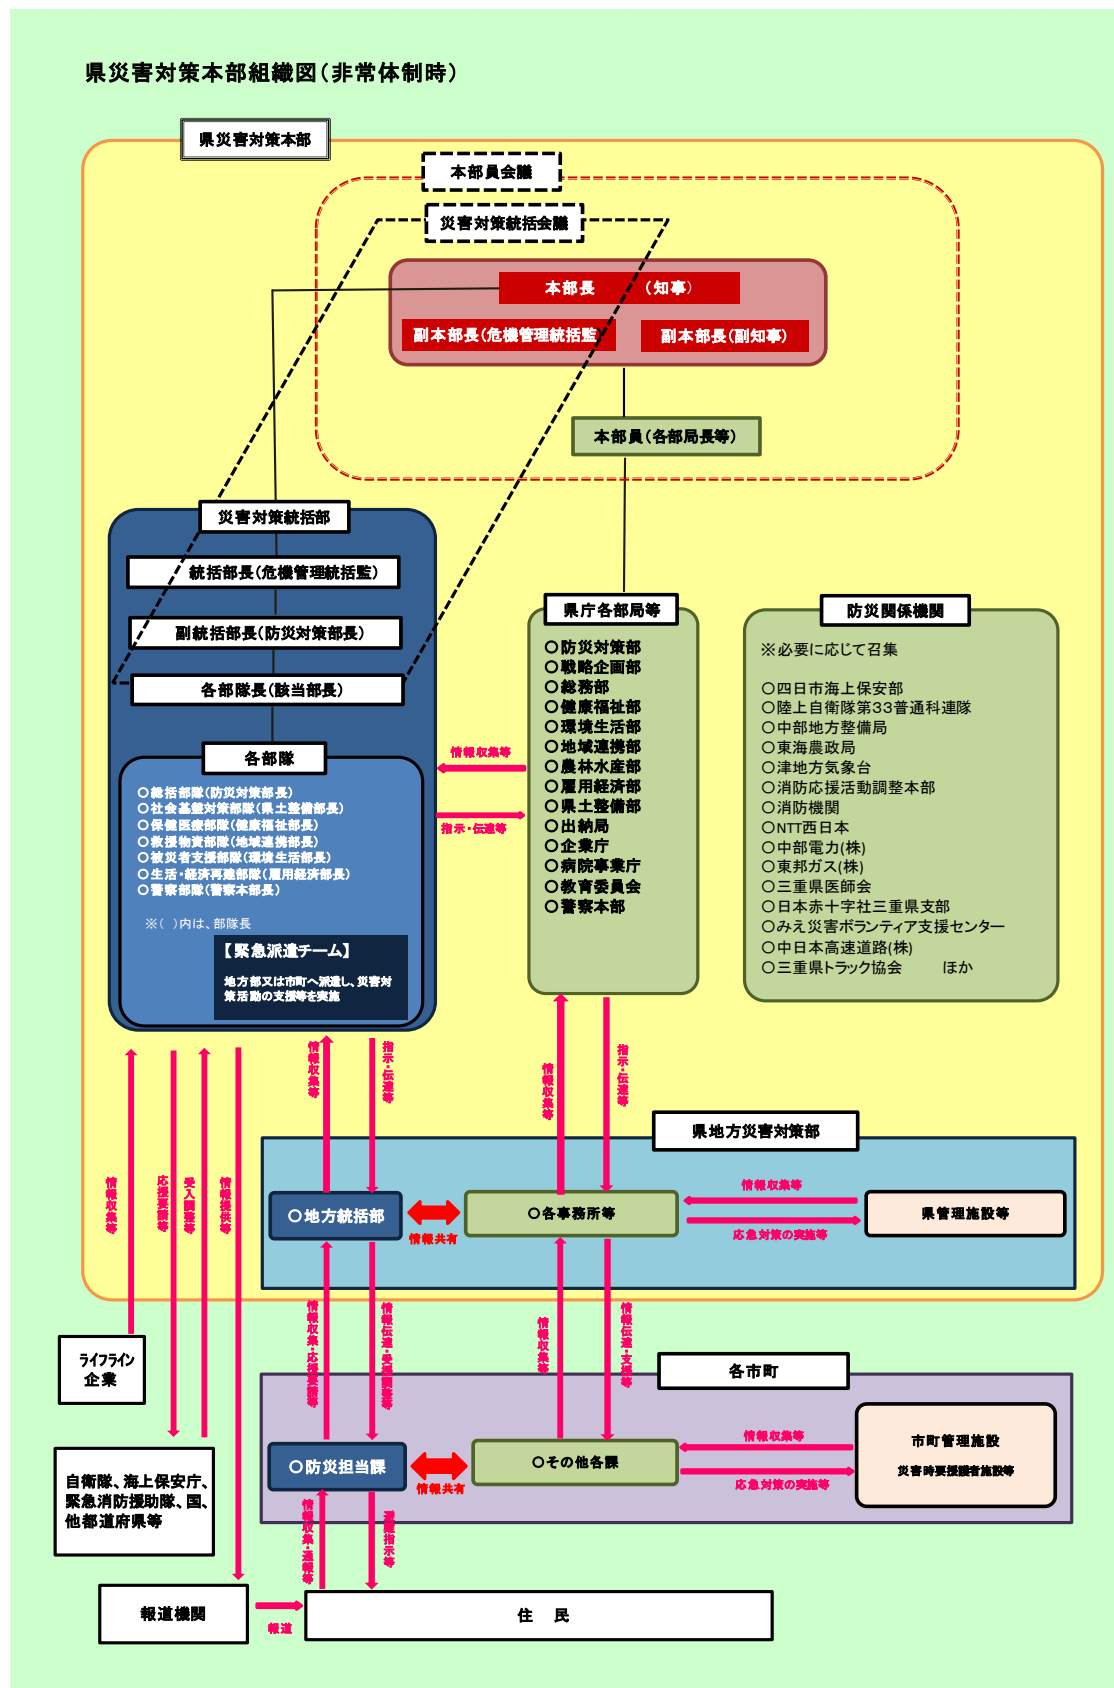 県災害対策本部組織図(非常体制時)
県災害対策本部
本部員会議
災害対策統括会議
本部長　　　(知事)
副本部長(危機管理統括監)
副本部長(副知事)
本部員(各部局長等)
災害対策統括部
統括部長(危機管理統括監)
副統括部長(防災対策部長)
各部隊長(該当部長)
各部隊
○総括部隊(防災対策部長)
○社会基盤対策部隊(県土整備部長)
○保健医療部隊(健康福祉部長)
○救援物資部隊(地域連携部長)
○被災者支援部隊(環境生活部長)
○生活・経済再建部隊(雇用経済部長)
○警察部隊(警察本部長)
※( )内は、部隊長
【緊急派遣チーム】
地方部又は市町へ派遣し、災害対
策活動の支援等を実施
情報収集等
指示・伝達等
県庁各部局等
○防災対策部
○戦略企画部
○総務部
○健康福祉部
○環境生活部
○地域連携部
○農林水産部
○雇用経済部
○県土整備部
○出納局
○企業庁
○病院事業庁
○教育委員会
○警察本部
防災関係機関
※必要に応じて召集
○四日市海上保安部
○陸上自衛隊第33普通科連隊
○中部地方整備局
○東海農政局
○津地方気象台
○消防応援活動調整本部
○消防機関
○NTT西日本
○中部電力(株)
○東邦ガス(株)
○三重県医師会
○日本赤十字社三重県支部
○みえ災害ボランティア支援センター
○中日本高速道路(株)
○三重県トラック協会　　ほか
情報収集等
指示・伝達等
情報収集等
指示・伝達等
情報収集等
応援要請等
受入調整等
情報提供等
県地方災害対策部
○地方統括部
情報共有
○各事務所等
情報収集等
応急対策の実施等
県管理施設等
情報収集・応援要請等
情報伝達・受援調整等
情報収集等
情報伝達・支援等
ライフライン
企業
各市町
○防災担当課
情報共有
○その他各課
情報収集等
応急対策の実施等
市町管理施設
災害時要援護者施設等
自衛隊、海上保安庁、
緊急消防援助隊、国、
他都道府県等
情報収集・通報等
避難指示等
報道機関
報道
住　民